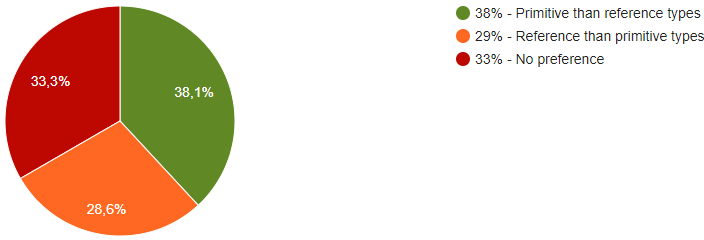 38% - Primitive than reference types
29% - Reference than primitive types
33% - No preference
33,3%
38,1%
28,6%